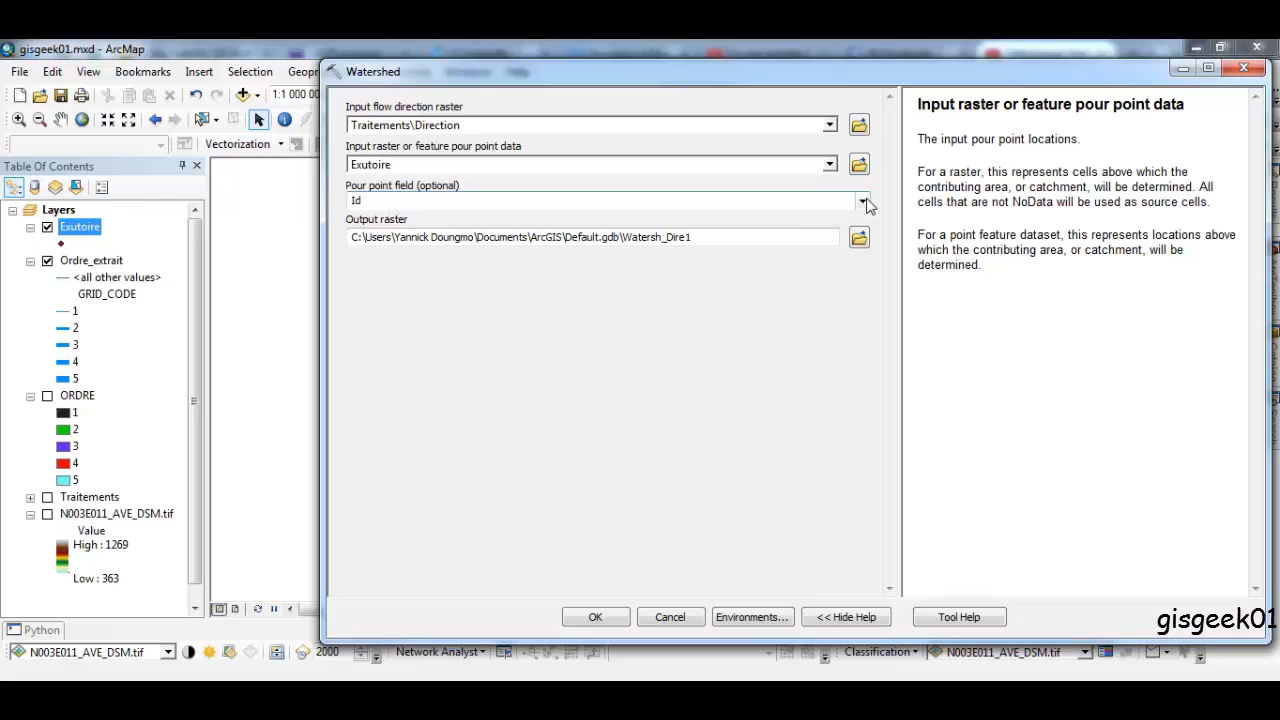 gisgeek01.mxd - ArcMap
File Edit View Bookmarks Insert Selection Geopr
1:1 000 00
Vectorization
Table Of Contents
Layers
Exutoire
Ordre_extrait
<all other values>
GRID_CODE
1
2
3
4
5
ORDRE
1
2
3
4
5
Traitements
N003E011_AVE_DSM.tif
Value
High : 1269
Low : 363
Python
N003E011_AVE_DSM.tif
2000
Network Analyst
Classification
N003E011_AVE_DSM.tif
Watershed
Input flow direction raster
Traitements\Direction
Input raster or feature pour point data
Exutoire
Pour point field (optional)
Id
Output raster
C:\Users\Yannick Doungmo\Documents\ArcGIS\Default.gdb\Watersh_Dire1
OK
Cancel
Environments...
<< Hide Help
Tool Help
Input raster or feature pour point data
The input pour point locations.
For a raster, this represents cells above which the
contributing area, or catchment, will be determined. All
cells that are not NoData will be used as source cells.
For a point feature dataset, this represents locations above
which the contributing area, or catchment, will be
determined.
gisgeek01